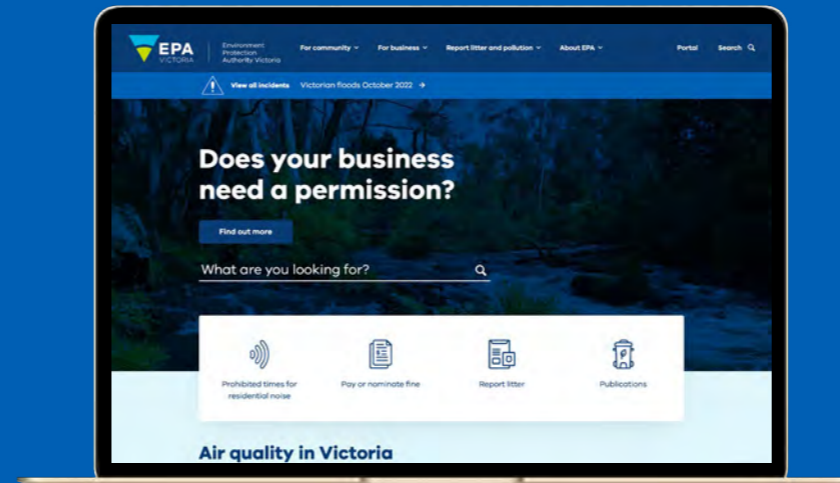 EPA
VICTORIA
Environment
Protection
Authority Victoria
For community
For business
Report litter and pollution
About EPA
Portal
Search
View all incidents
Victorian floods October 2022
Does your business
need a permission?
Find out more
What are you looking for?
Prohibited times for
residential noise
Pay or nominate fine
Report litter
Publications
Air quality in Victoria